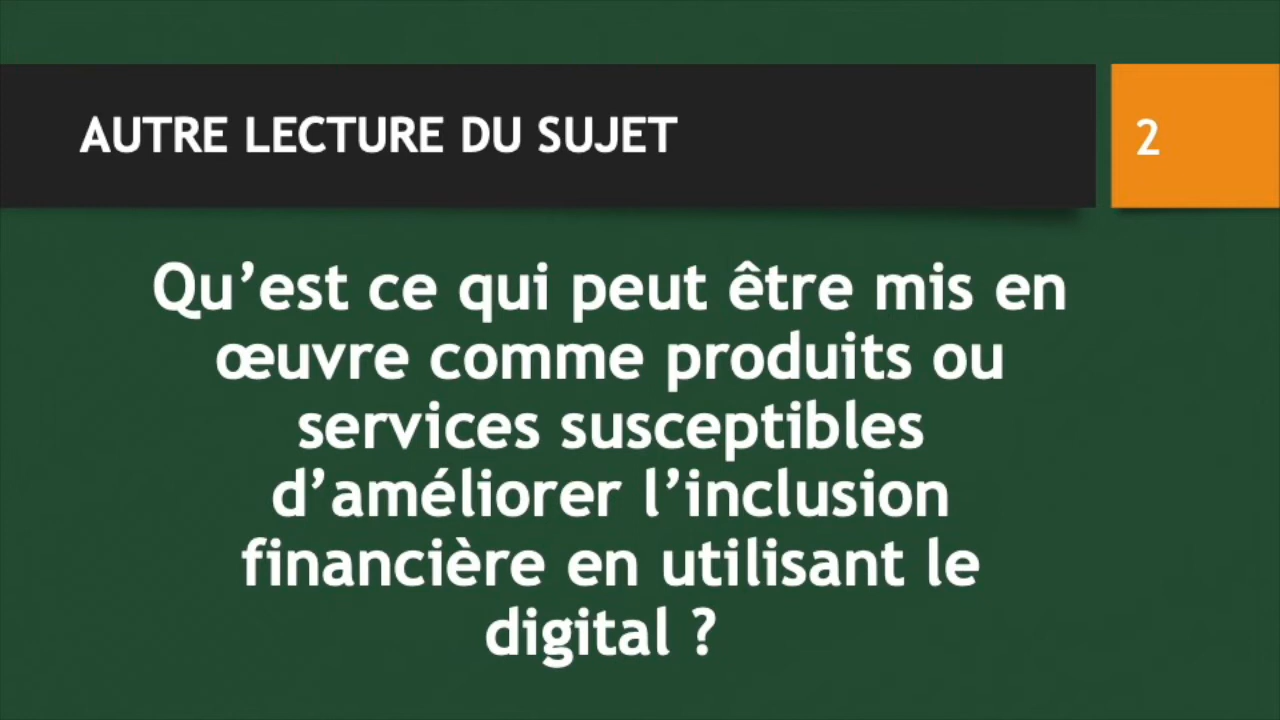 AUTRE LECTURE DU SUJET
2
Qu’est ce qui peut être mis en
œuvre comme produits ou
services susceptibles
d’améliorer l’inclusion
financière en utilisant le
digital ?